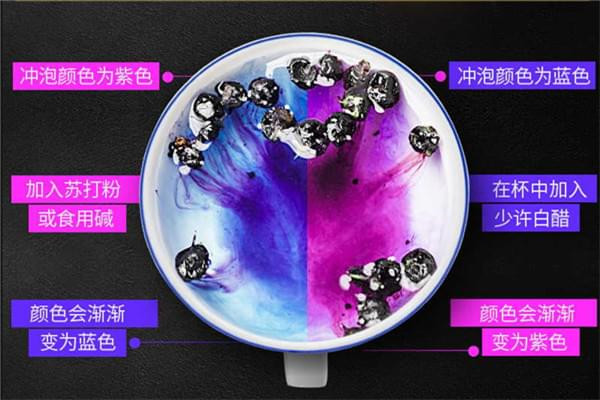 冲泡颜色为紫色
加入苏打粉
或食用碱
颜色会渐渐
变为蓝色
冲泡颜色为蓝色
在杯中加入
少许白醋
颜色会渐渐
变为紫色